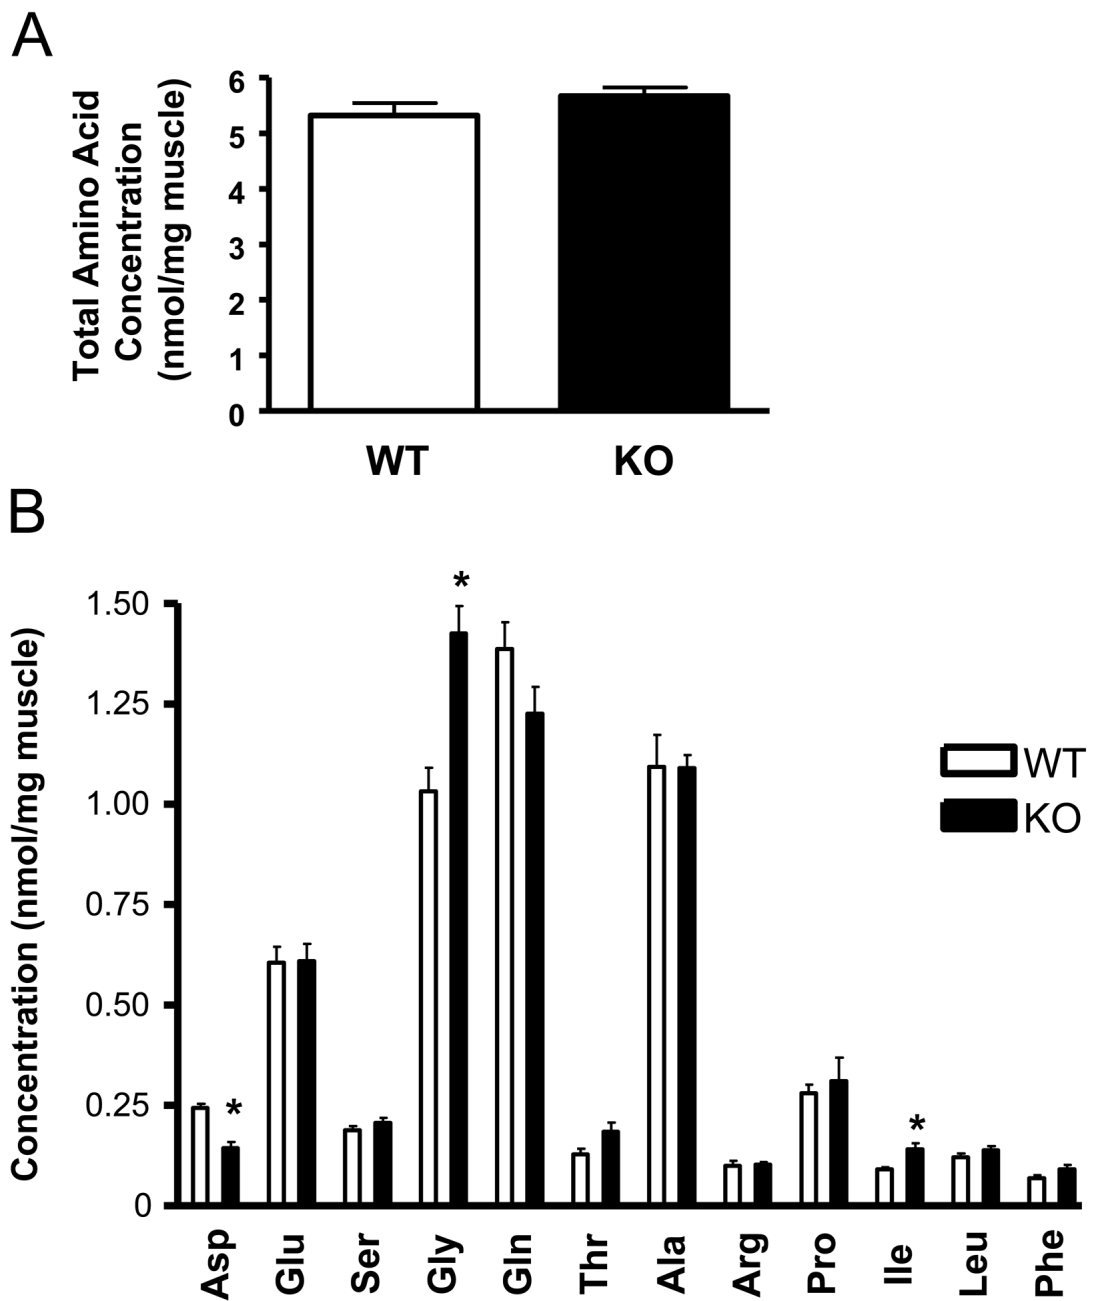 A
Total Amino Acid
Concentration
(nmol/mg muscle)
6
5
4
3
2
1
0
WT
KO
B
Concentration (nmol/mg muscle)
1.50
1.25
1.00
0.75
0.50
0.25
0
*
*
*
WT
KO
Asp
Glu
Ser
Gly
Gln
Thr
Ala
Arg
Pro
Ile
Leu
Phe